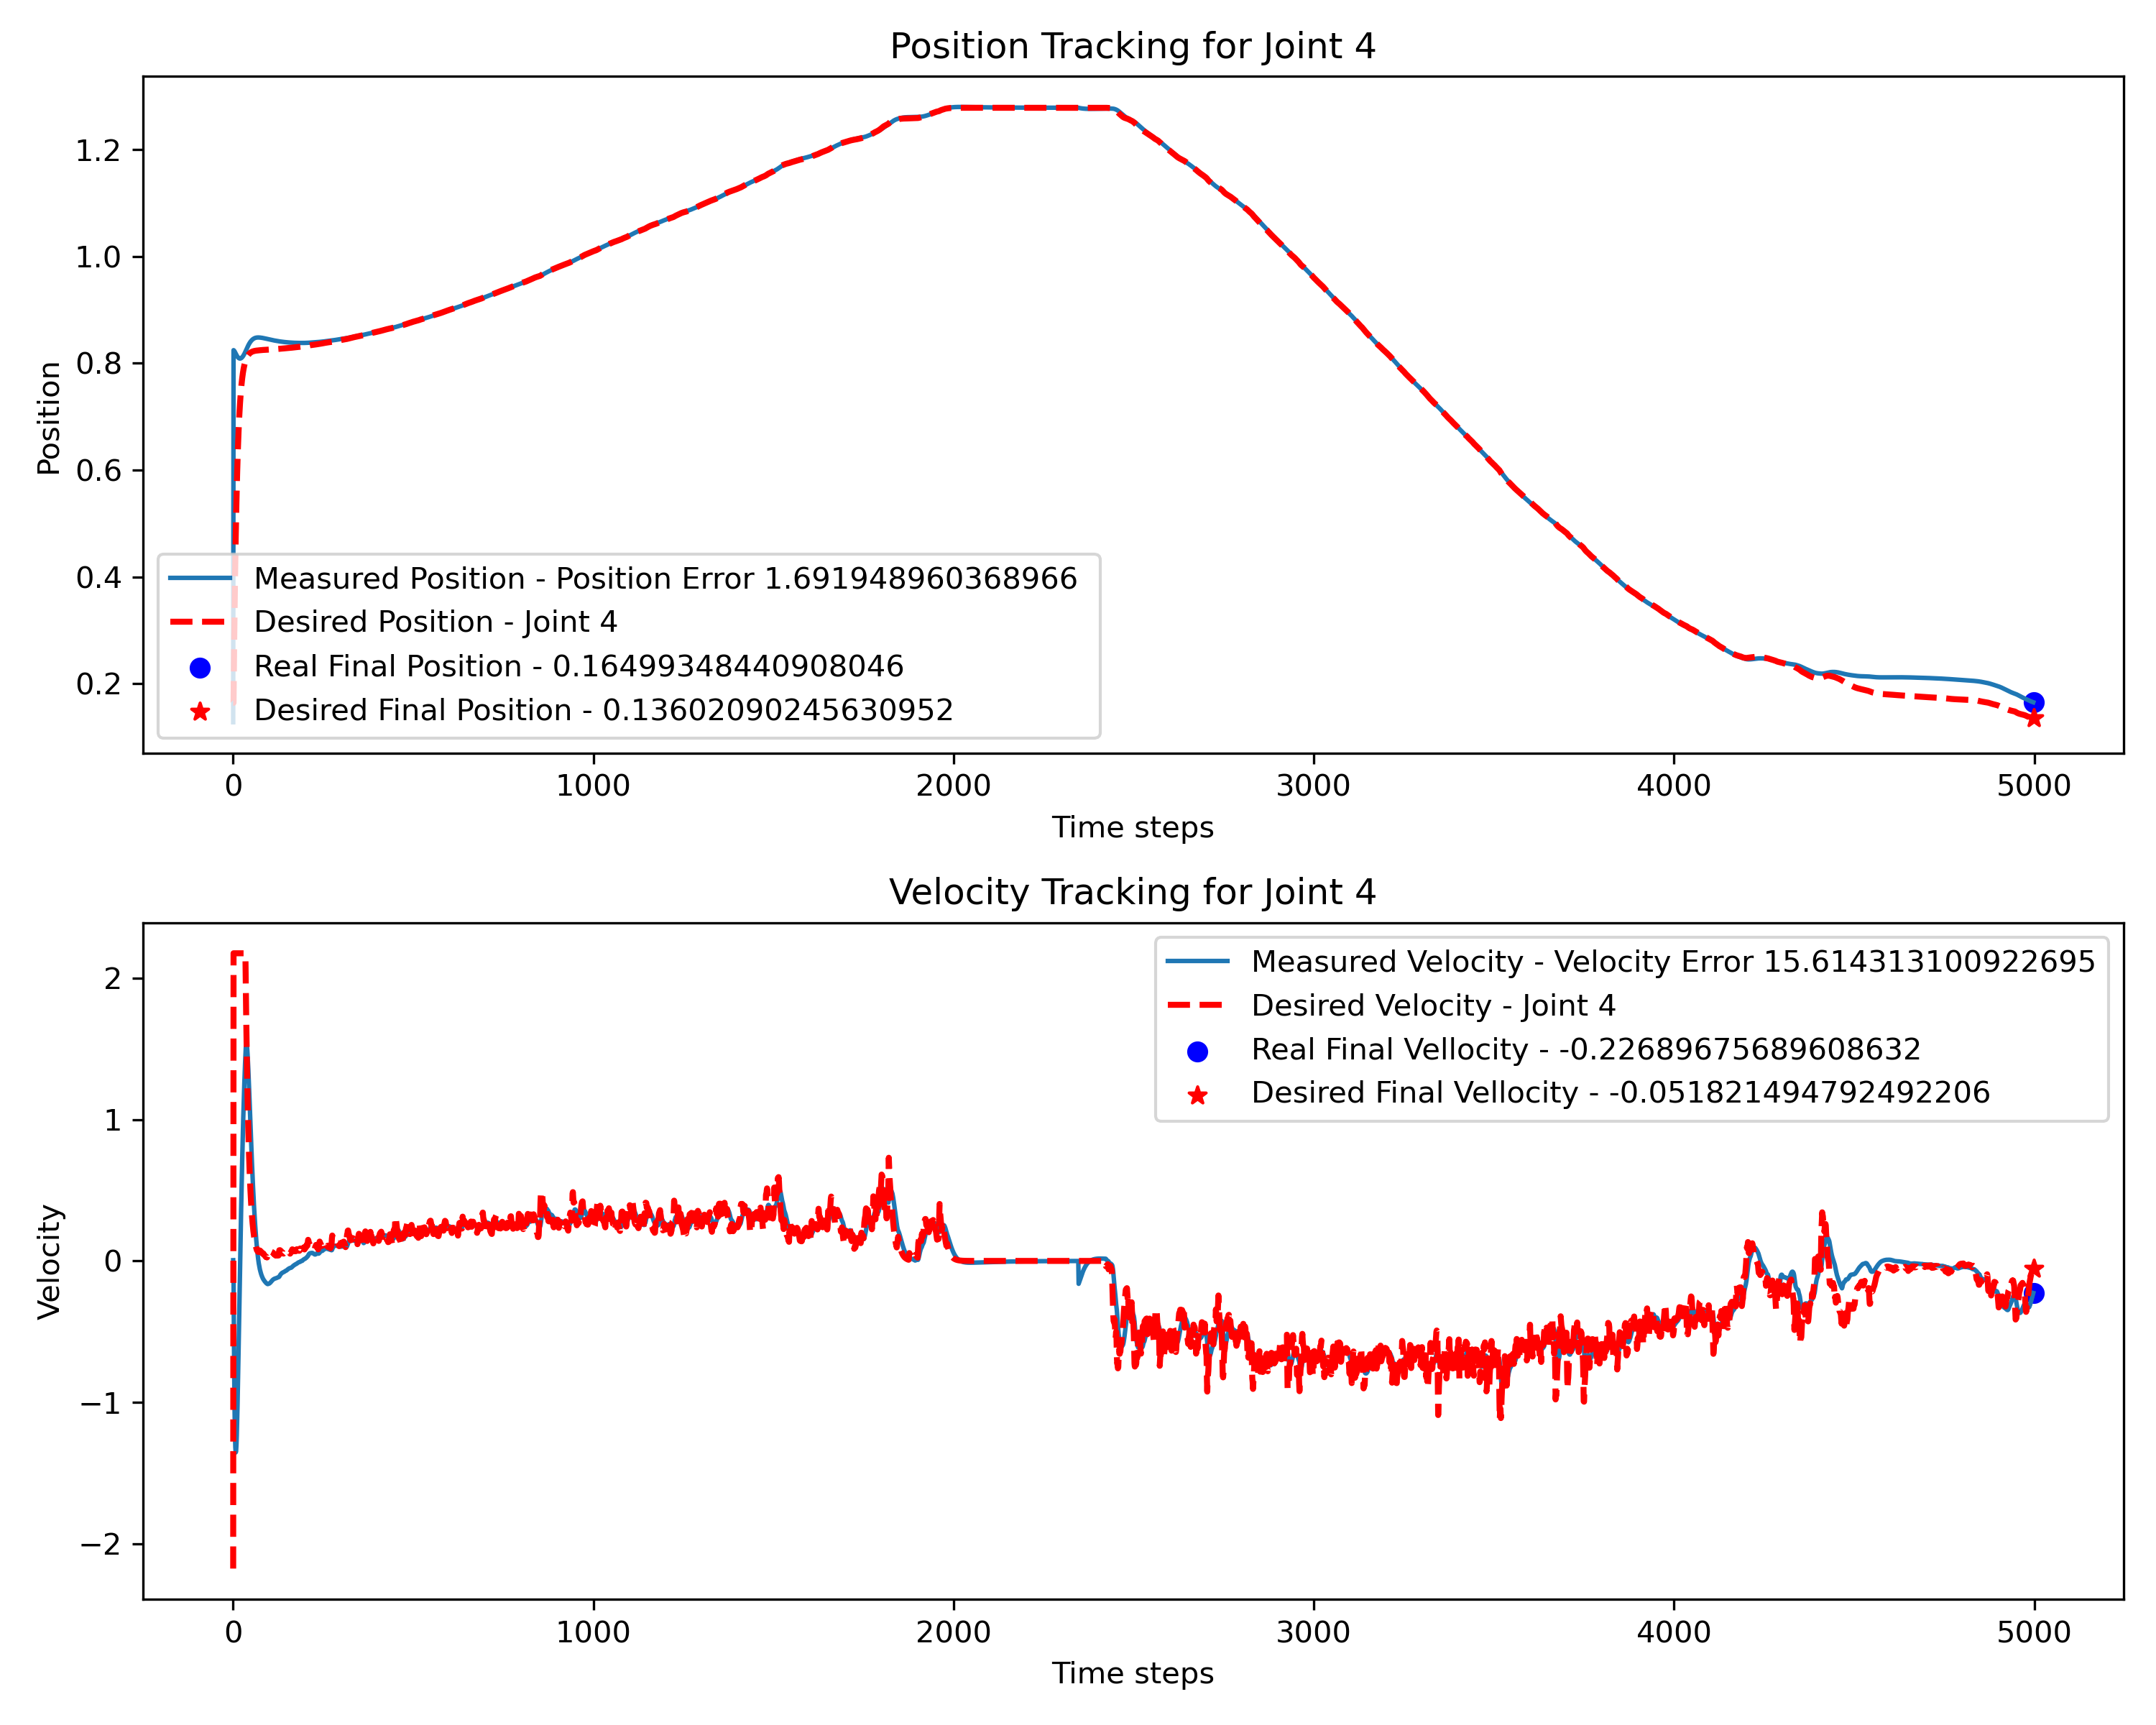 Position Tracking for Joint 4
Position
1.2
1.0
0.8
0.6
0.4
0.2
Measured Position - Position Error 1.691948960368966
Desired Position - Joint 4
Real Final Position - 0.16499348440908046
Desired Final Position - 0.13602090245630952
0 1000 2000 3000 4000 5000
Time steps
Velocity Tracking for Joint 4
Velocity
2
1
0
−1
−2
Measured Velocity - Velocity Error 15.614313100922695
Desired Velocity - Joint 4
Real Final Vellocity - -0.22689675689608632
Desired Final Vellocity - -0.051821494792492206
0 1000 2000 3000 4000 5000
Time steps